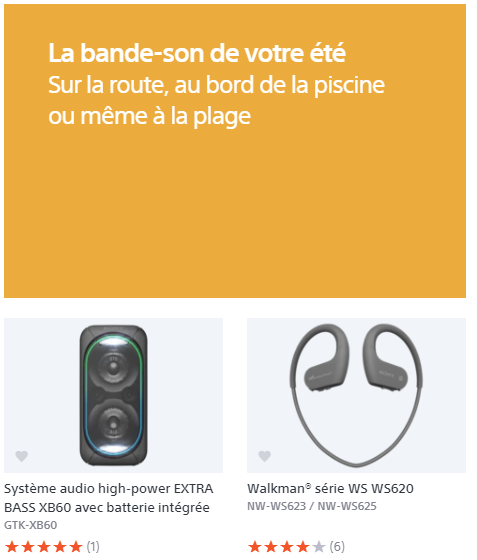 La bande-son de votre été
Sur la route, au bord de la piscine
ou même à la plage
Système audio high-power EXTRA
BASS XB60 avec batterie intégrée
GTK-XB60
(1)
Walkman® série WS WS620
NW-WS623 / NW-WS625
(6)